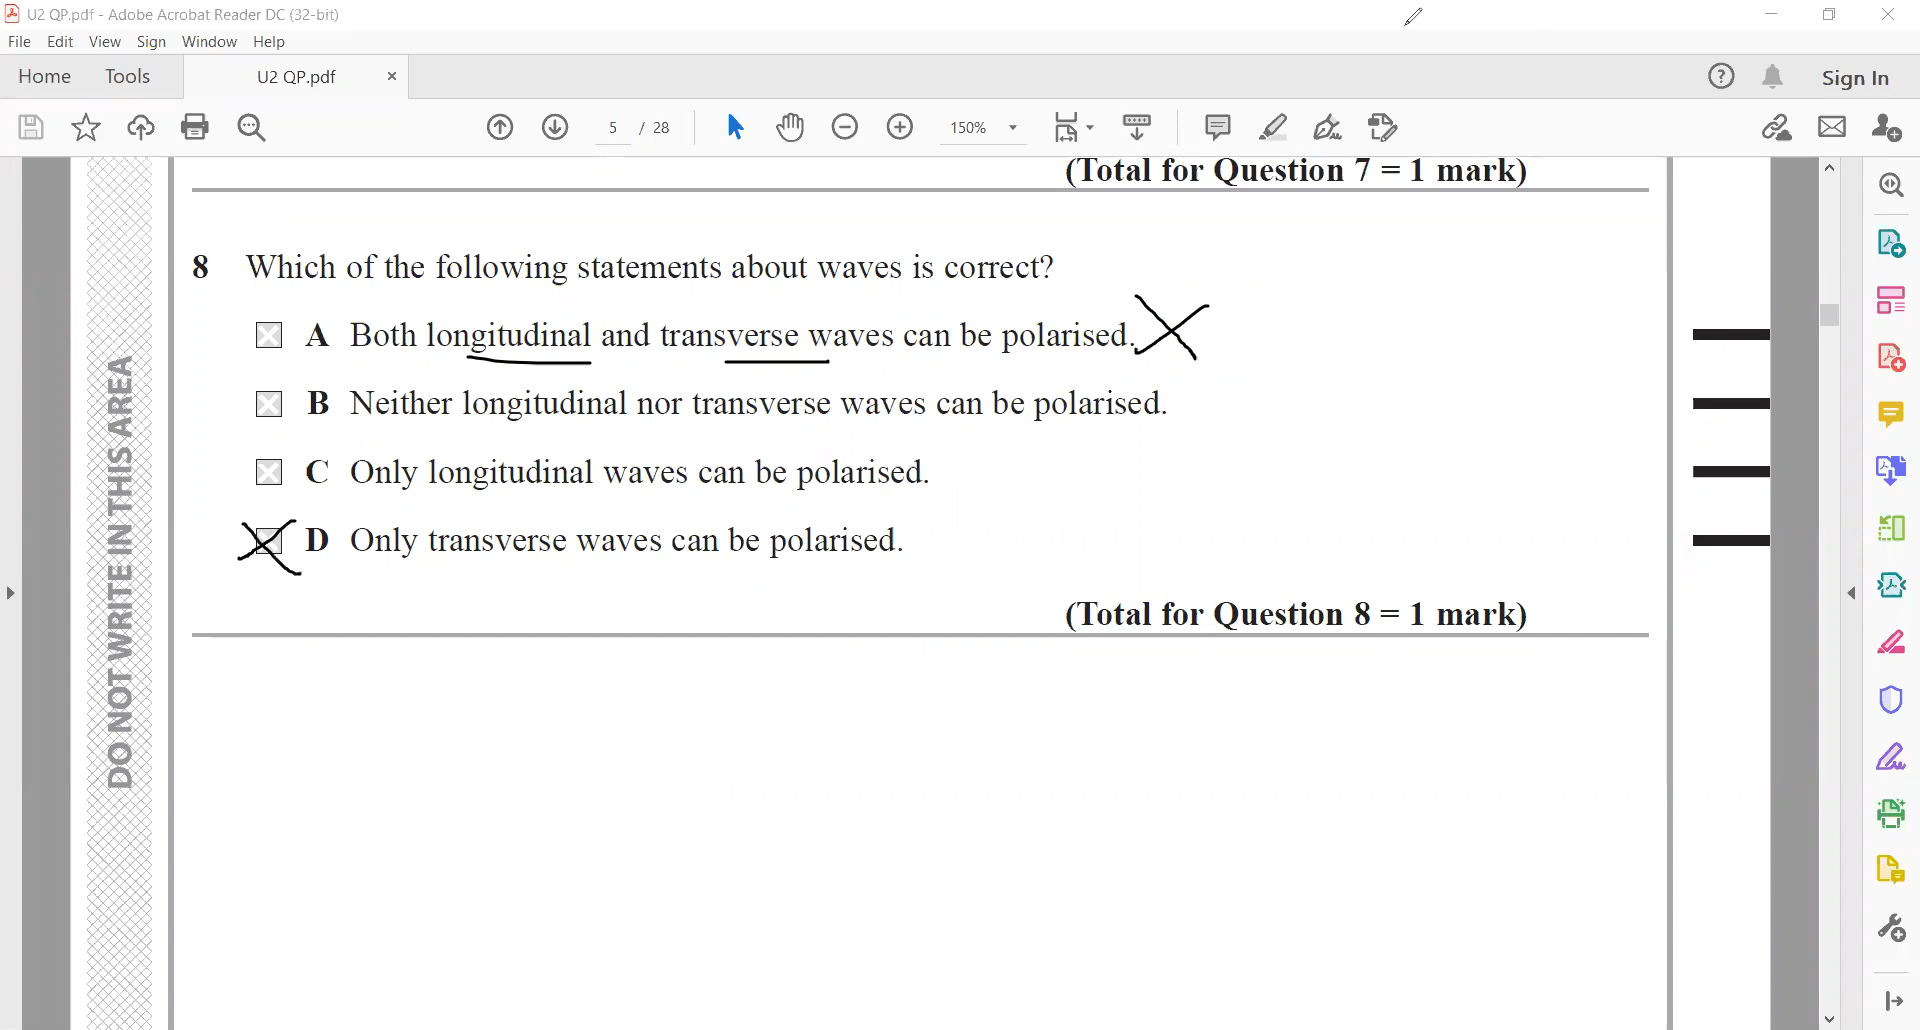 U2 QP.pdf - Adobe Acrobat Reader DC (32-bit)
File Edit View Sign Window Help
Home Tools U2 QP.pdf × Sign In
5 / 28 150%
(Total for Question 7 = 1 mark)
8 Which of the following statements about waves is correct?
A Both longitudinal and transverse waves can be polarised.
B Neither longitudinal nor transverse waves can be polarised.
C Only longitudinal waves can be polarised.
D Only transverse waves can be polarised.
(Total for Question 8 = 1 mark)
DO NOT WRITE IN THIS AREA